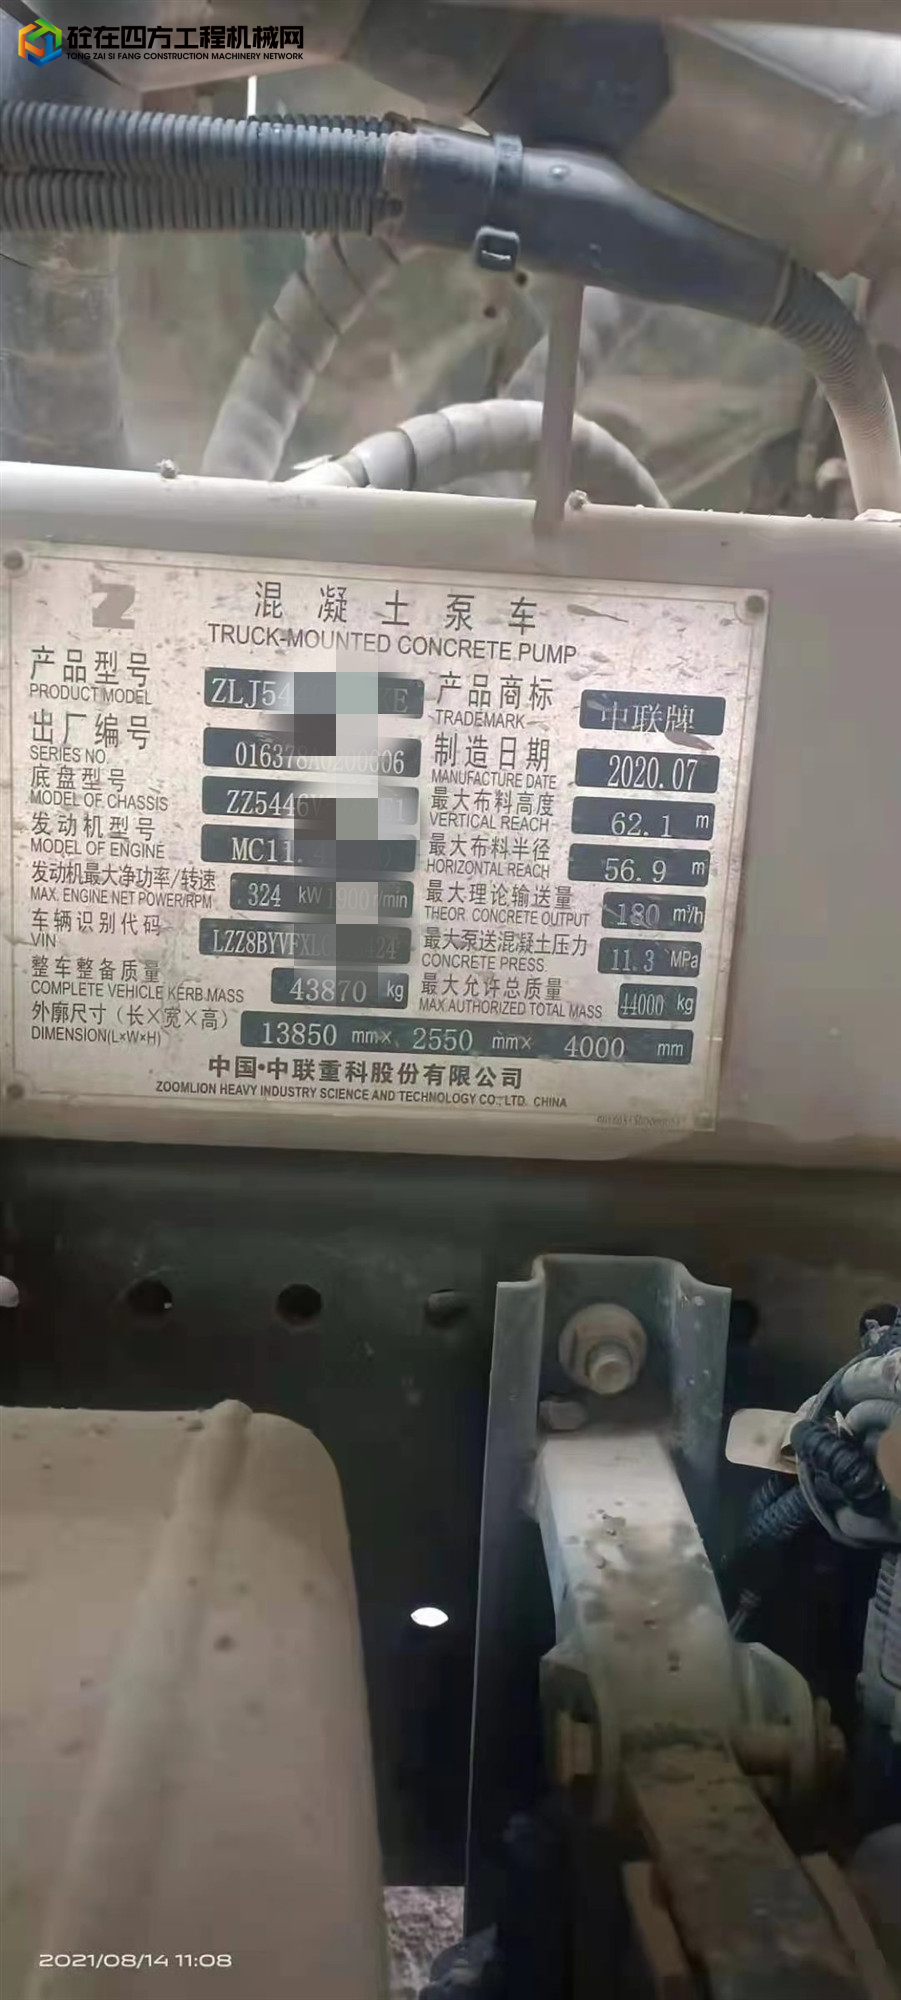 砼在四方工程机械网
TONG ZAI SI FANG CONSTRUCTION MACHINERY NETWORK
Z
混凝土泵车
TRUCK-MOUNTED CONCRETE PUMP
产品型号 ZLJ54 KE 产品商标 中联牌
PRODUCT MODEL TRADEMARK
出厂编号 016378A0200606 制造日期 2020.07
SERIES NO. MANUFACTURE DATE
底盘型号 ZZ5446V 最大布料高度 62.1 m
MODEL OF CHASSIS VERTICAL REACH
发动机型号 MC11. 最大布料半径 56.9 m
MODEL OF ENGINE HORIZONTAL REACH
发动机最大净功率/转速 324 kW 1900 r/min 最大理论输送量 180 m³/h
MAX. ENGINE NET POWER/RPM THEOR. CONCRETE OUTPUT
车辆识别代码 LZZ8BYVFXL 24 最大泵送混凝土压力 11.3 MPa
VIN CONCRETE PRESS.
整车整备质量 43870 kg 最大允许总质量 44000 kg
COMPLETE VEHICLE KERB MASS MAX AUTHORIZED TOTAL MASS
外廓尺寸（长×宽×高） 13850 mm× 2550 mm× 4000 mm
DIMENSION(L×W×H)
中国·中联重科股份有限公司
ZOOMLION HEAVY INDUSTRY SCIENCE AND TECHNOLOGY CO., LTD. CHINA
2021/08/14 11:08